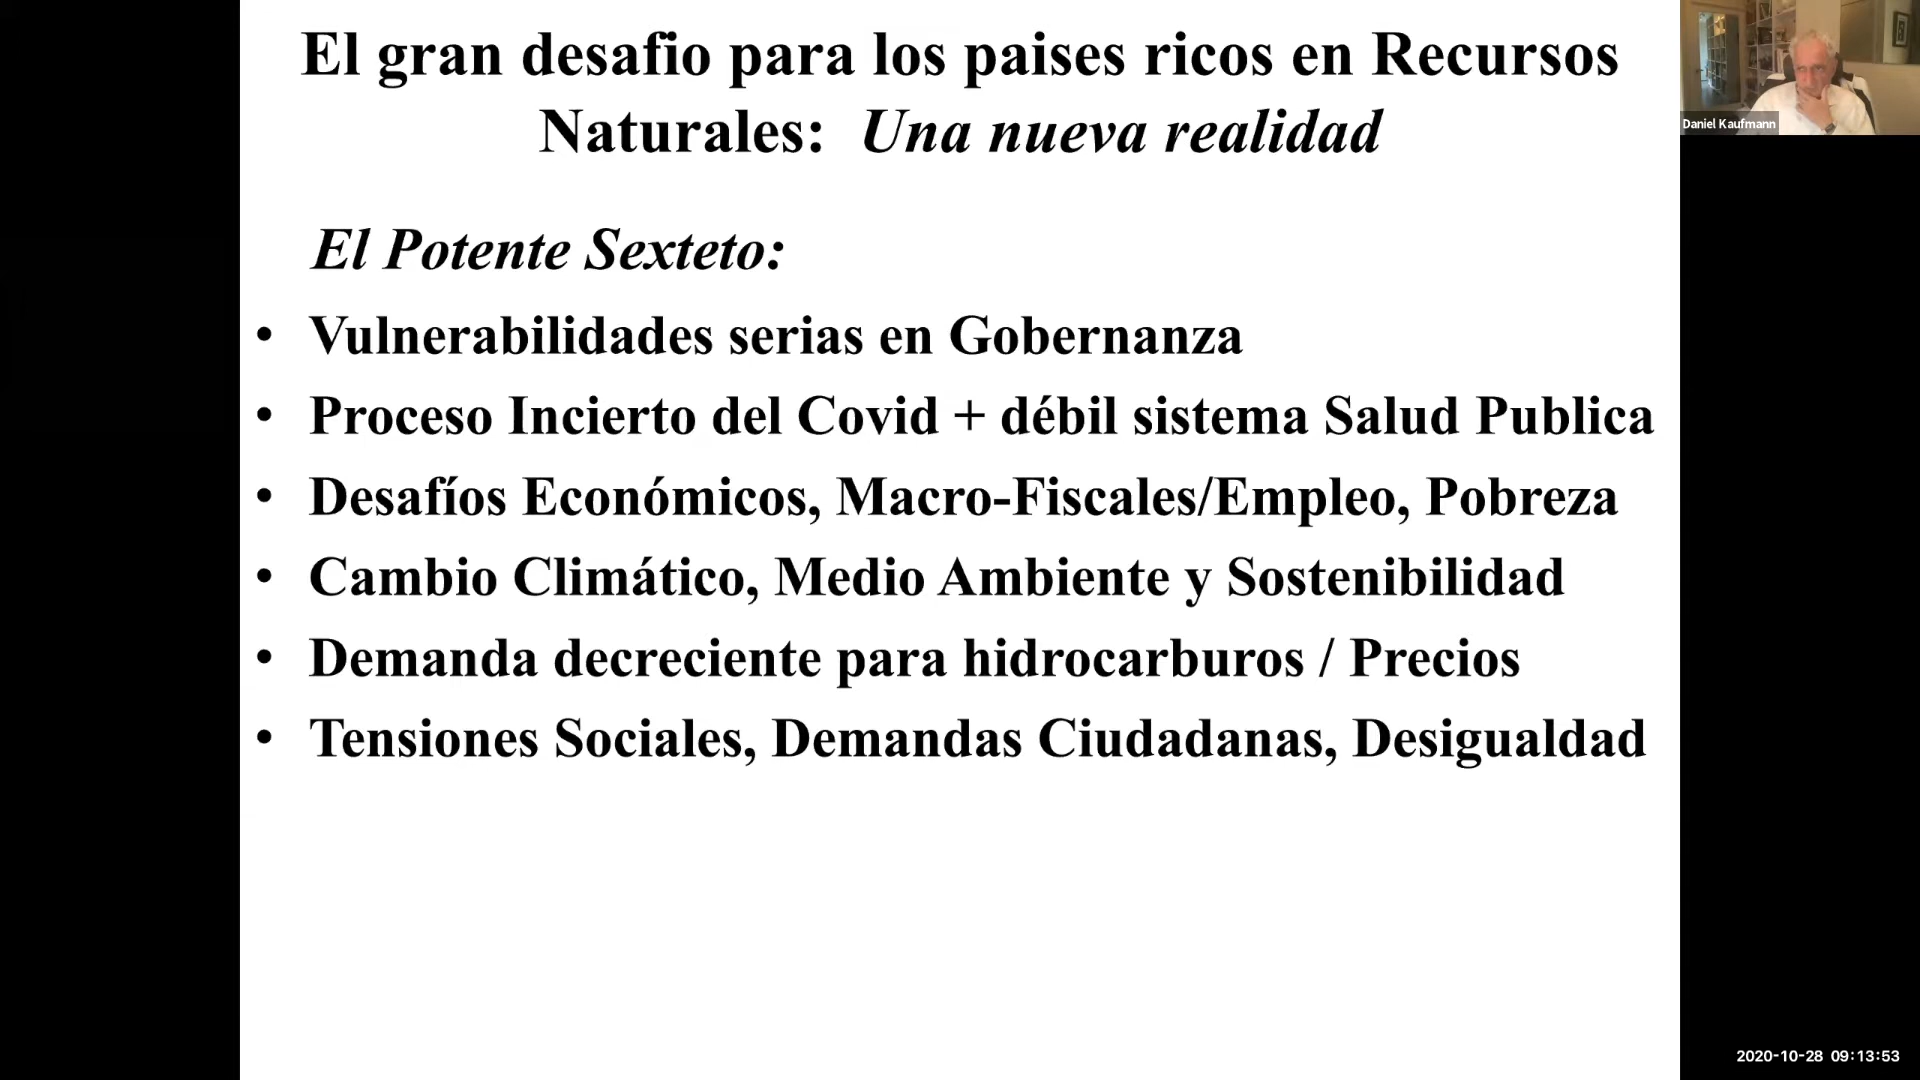 El gran desafio para los paises ricos en Recursos
Naturales: Una nueva realidad
El Potente Sexteto:
• Vulnerabilidades serias en Gobernanza
• Proceso Incierto del Covid + débil sistema Salud Publica
• Desafíos Económicos, Macro-Fiscales/Empleo, Pobreza
• Cambio Climático, Medio Ambiente y Sostenibilidad
• Demanda decreciente para hidrocarburos / Precios
• Tensiones Sociales, Demandas Ciudadanas, Desigualdad
Daniel Kaufmann
2020-10-28 09:13:53